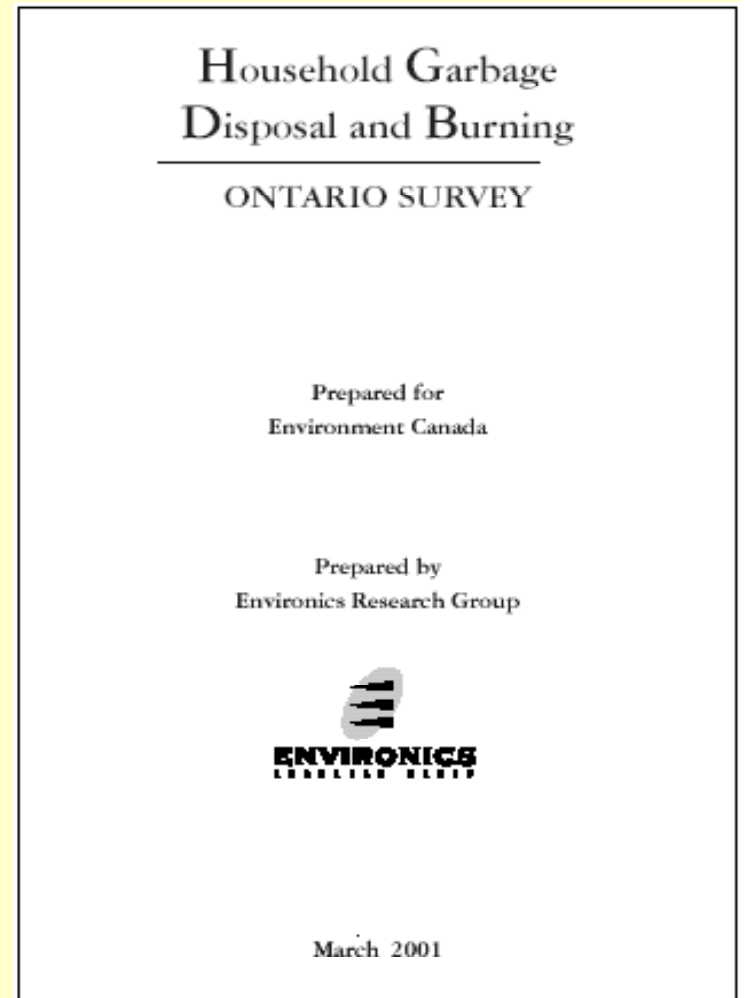 Household Garbage
Disposal and Burning
ONTARIO SURVEY
Prepared for
Environment Canada
Prepared by
Environics Research Group
ENVIRONICS
March 2001